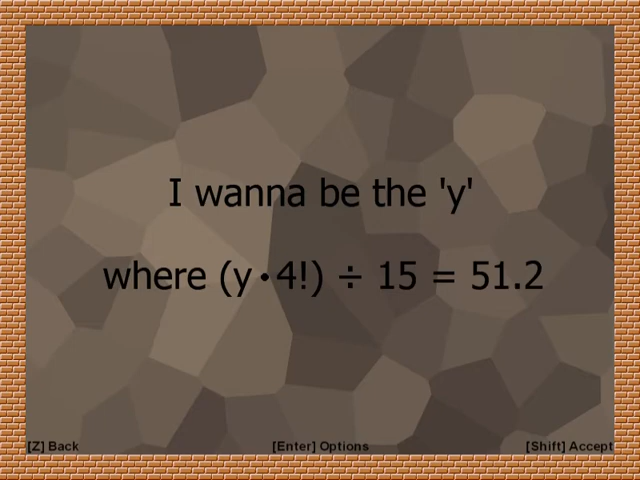 I wanna be the 'y'
where (y·4!) ÷ 15 = 51.2
[Z] Back
[Enter] Options
[Shift] Accept